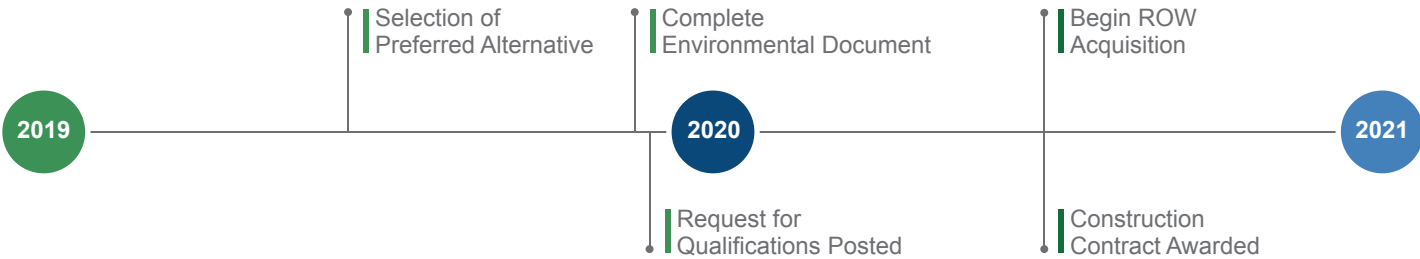 Selection of
Preferred Alternative
Complete
Environmental Document
Begin ROW
Acquisition
2019
2020
2021
Request for
Qualifications Posted
Construction
Contract Awarded